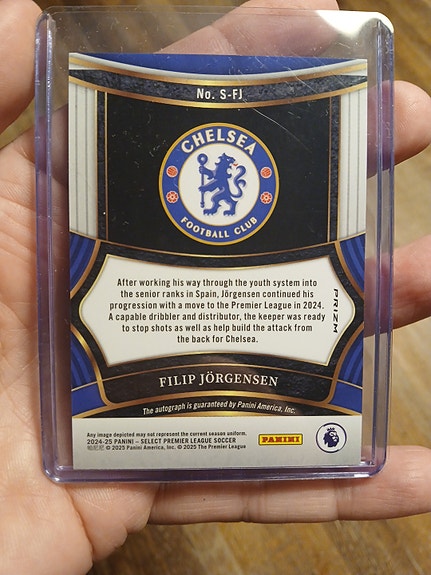 No. S-FJ
CHELSEA
FOOTBALL CLUB
After working his way through the youth system into
the senior ranks in Spain, Jörgensen continued his
progression with a move to the Premier League in 2024.
A capable dribbler and distributor, the keeper was ready
to stop shots as well as help build the attack from
the back for Chelsea.
PRIZM
FILIP JÖRGENSEN
The autograph is guaranteed by Panini America, Inc.
Any image depicted may not represent the current season uniform.
2024-25 PANINI – SELECT PREMIER LEAGUE SOCCER
© 2025 Panini America, Inc. © 2025 The Premier League
PANINI